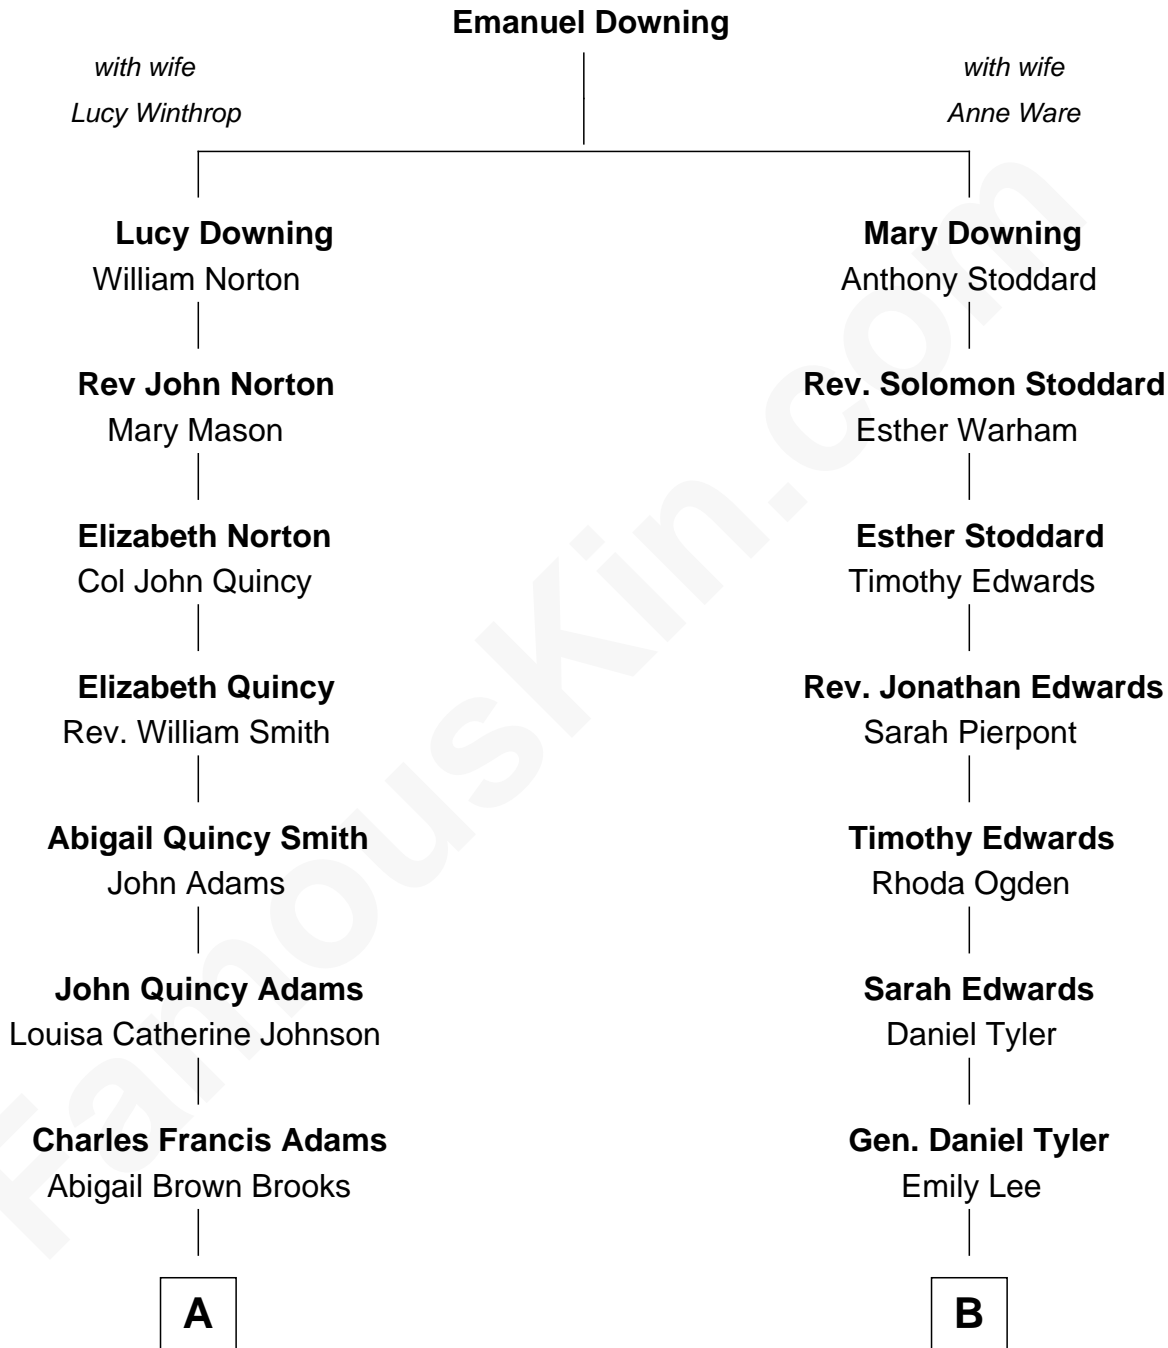 Emanuel Downing
with wife
Lucy Winthrop
with wife
Anne Ware
Lucy Downing
William Norton
Mary Downing
Anthony Stoddard
Rev John Norton
Mary Mason
Rev. Solomon Stoddard
Esther Warham
Elizabeth Norton
Col John Quincy
Esther Stoddard
Timothy Edwards
Elizabeth Quincy
Rev. William Smith
Rev. Jonathan Edwards
Sarah Pierpont
Abigail Quincy Smith
John Adams
Timothy Edwards
Rhoda Ogden
John Quincy Adams
Louisa Catherine Johnson
Sarah Edwards
Daniel Tyler
Charles Francis Adams
Abigail Brown Brooks
Gen. Daniel Tyler
Emily Lee
A
B
FamousKin.com